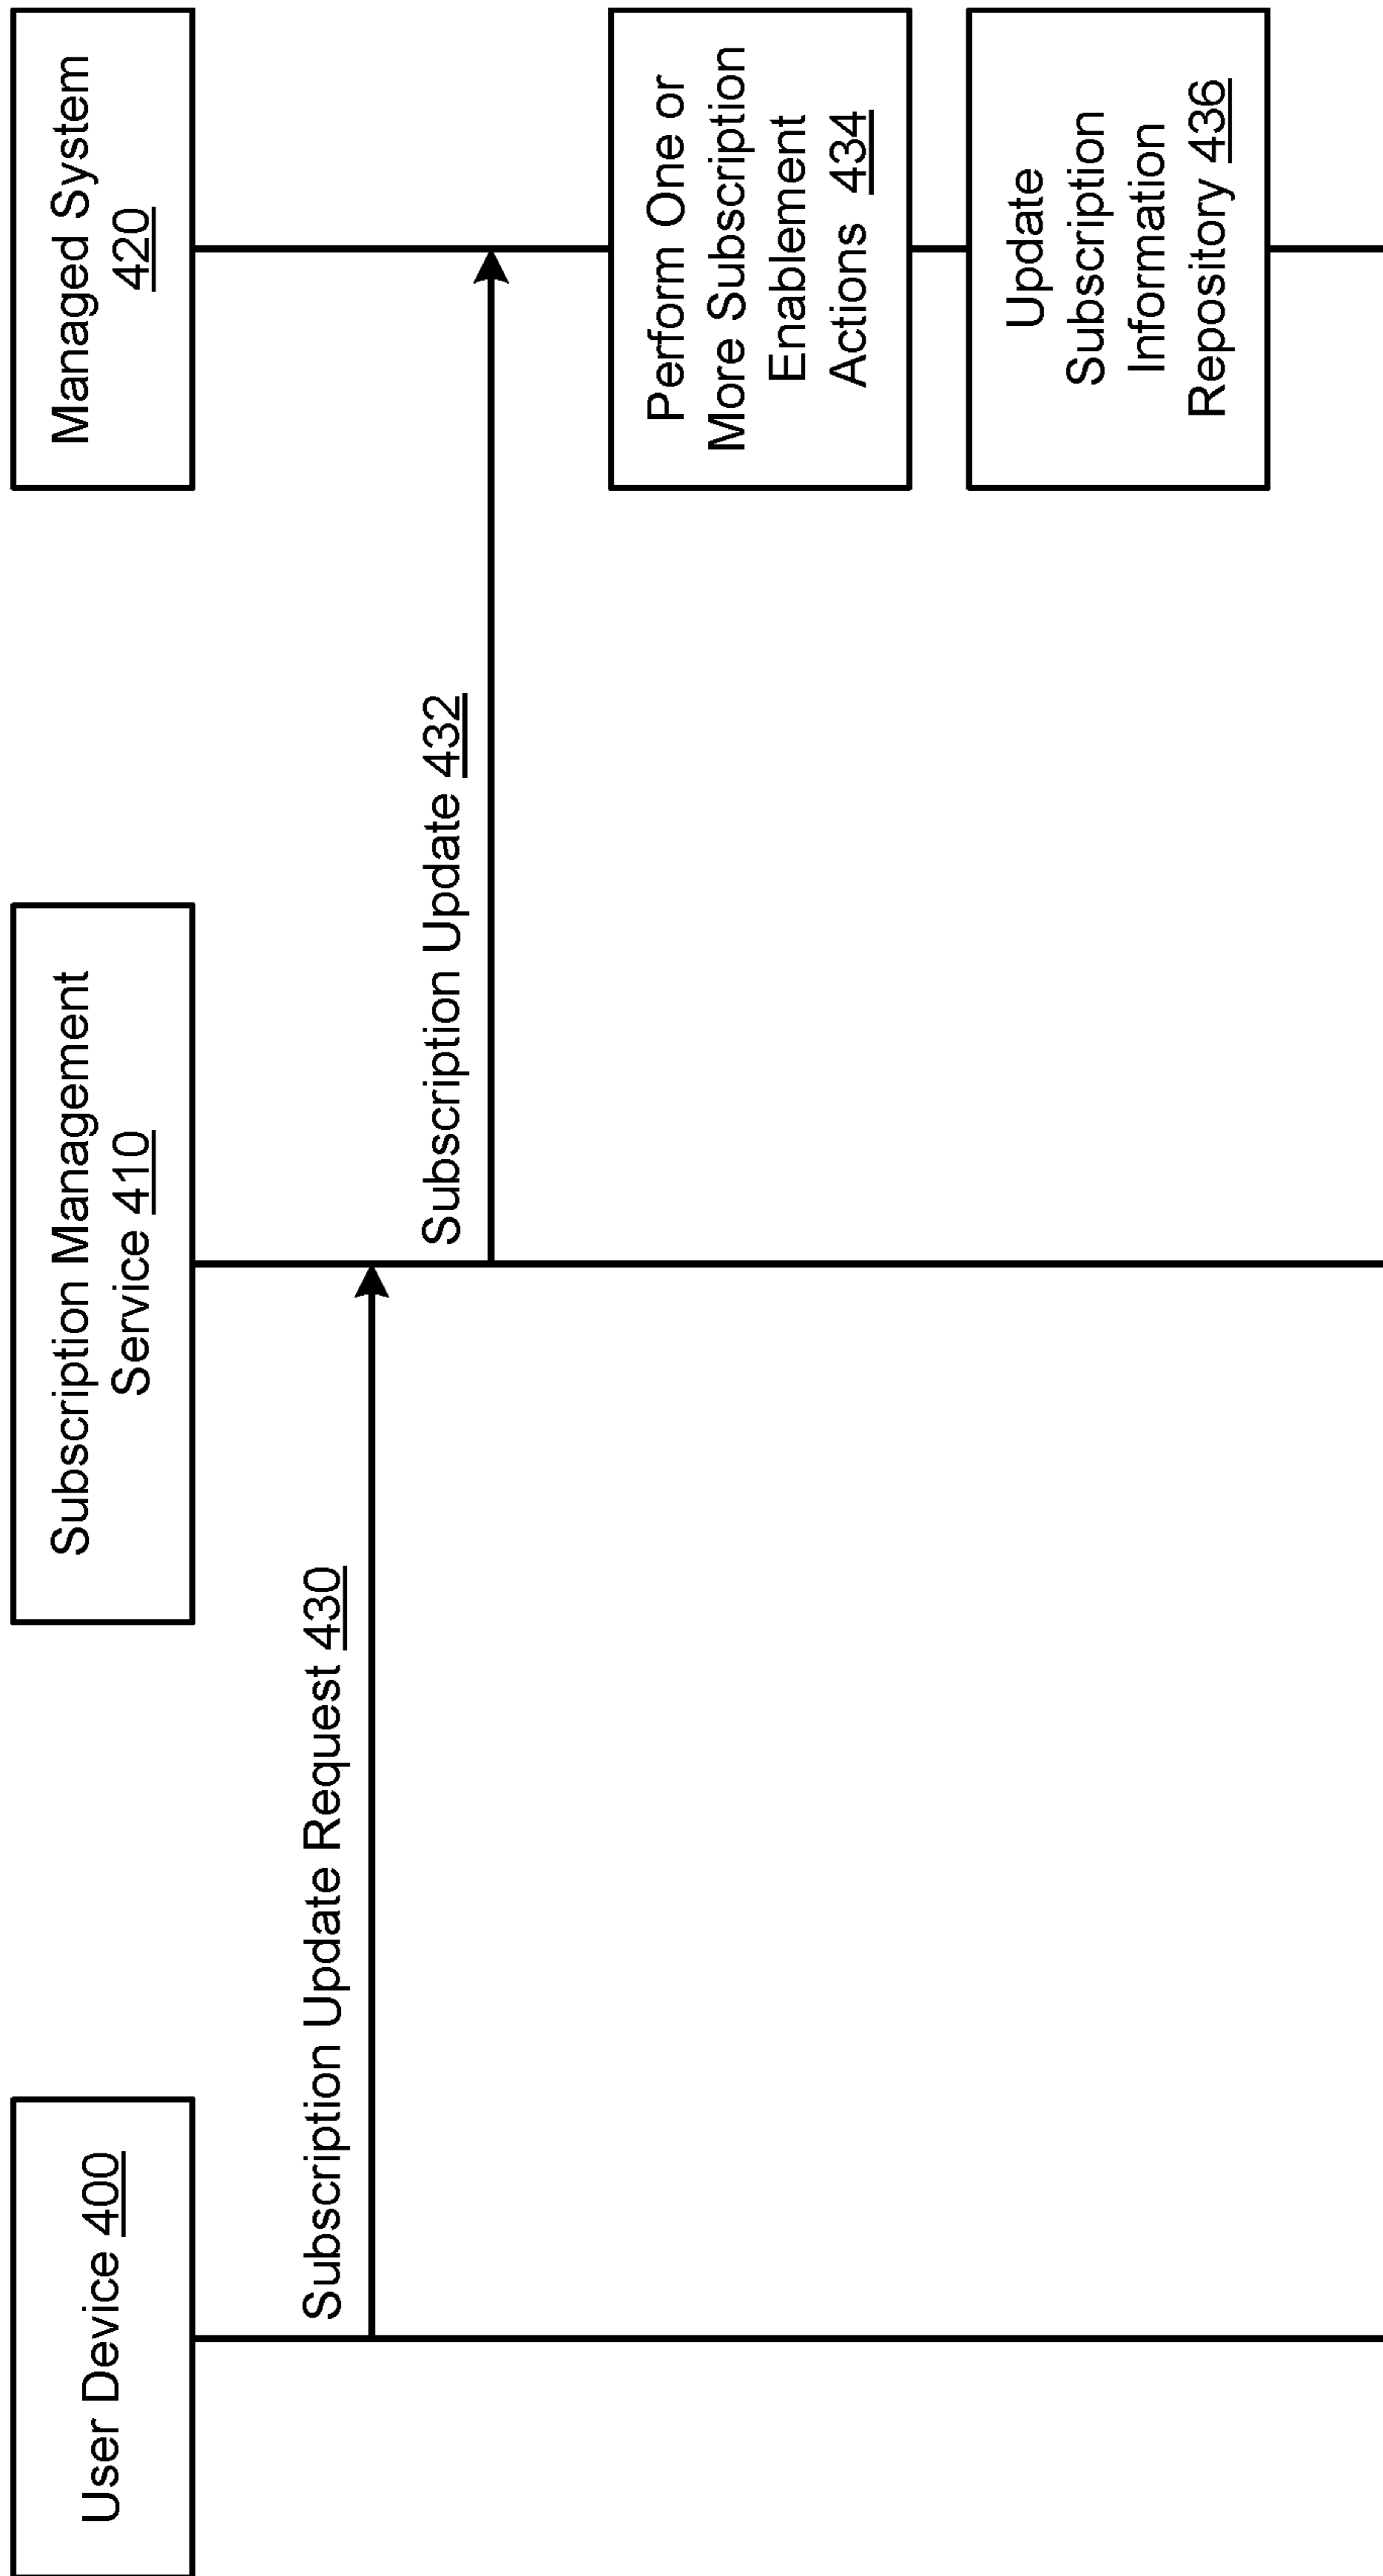 User Device 400
Subscription Management
Service 410
Managed System
420
Subscription Update Request 430
Subscription Update 432
Perform One or
More Subscription
Enablement
Actions 434
Update
Subscription
Information
Repository 436